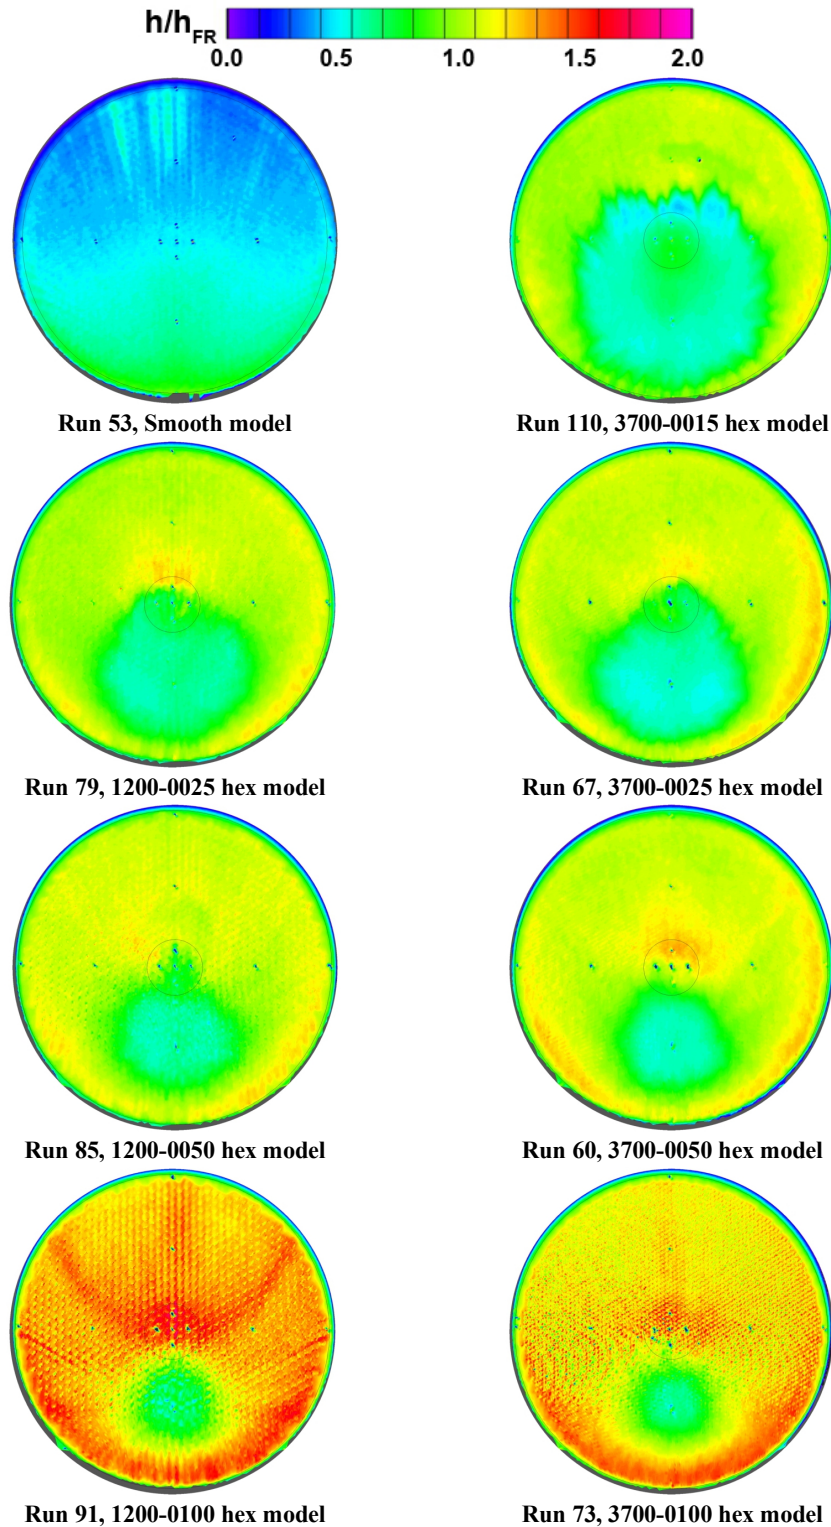 h/hFR
0.0 0.5 1.0 1.5 2.0
Run 53, Smooth model
Run 110, 3700-0015 hex model
Run 79, 1200-0025 hex model
Run 67, 3700-0025 hex model
Run 85, 1200-0050 hex model
Run 60, 3700-0050 hex model
Run 91, 1200-0100 hex model
Run 73, 3700-0100 hex model